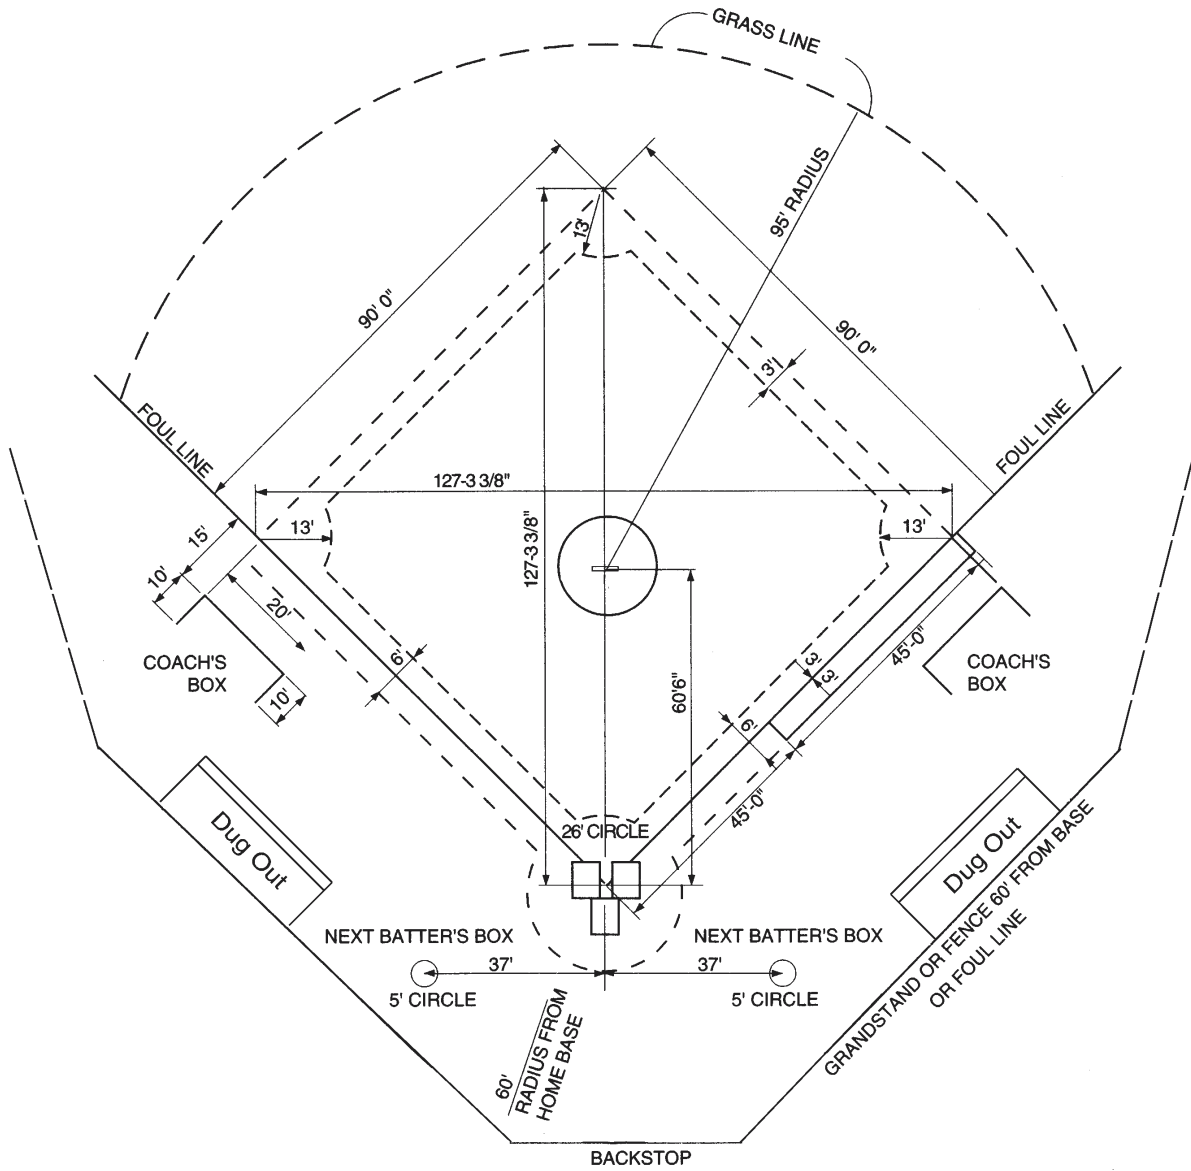 GRASS LINE
95' RADIUS
13'
90' 0"
90' 0"
3'
FOUL LINE
FOUL LINE
127-3 3/8"
13'
13'
15'
10'
20'
127-3 3/8"
COACH'S
BOX
10'
6'
60'6"
3'
3'
45'-0"
COACH'S
BOX
6'
45'-0"
26' CIRCLE
Dug Out
Dug Out
NEXT BATTER'S BOX
NEXT BATTER'S BOX
37'
37'
5' CIRCLE
5' CIRCLE
GRANDSTAND OR FENCE 60' FROM BASE
OR FOUL LINE
60'
RADIUS FROM
HOME BASE
BACKSTOP